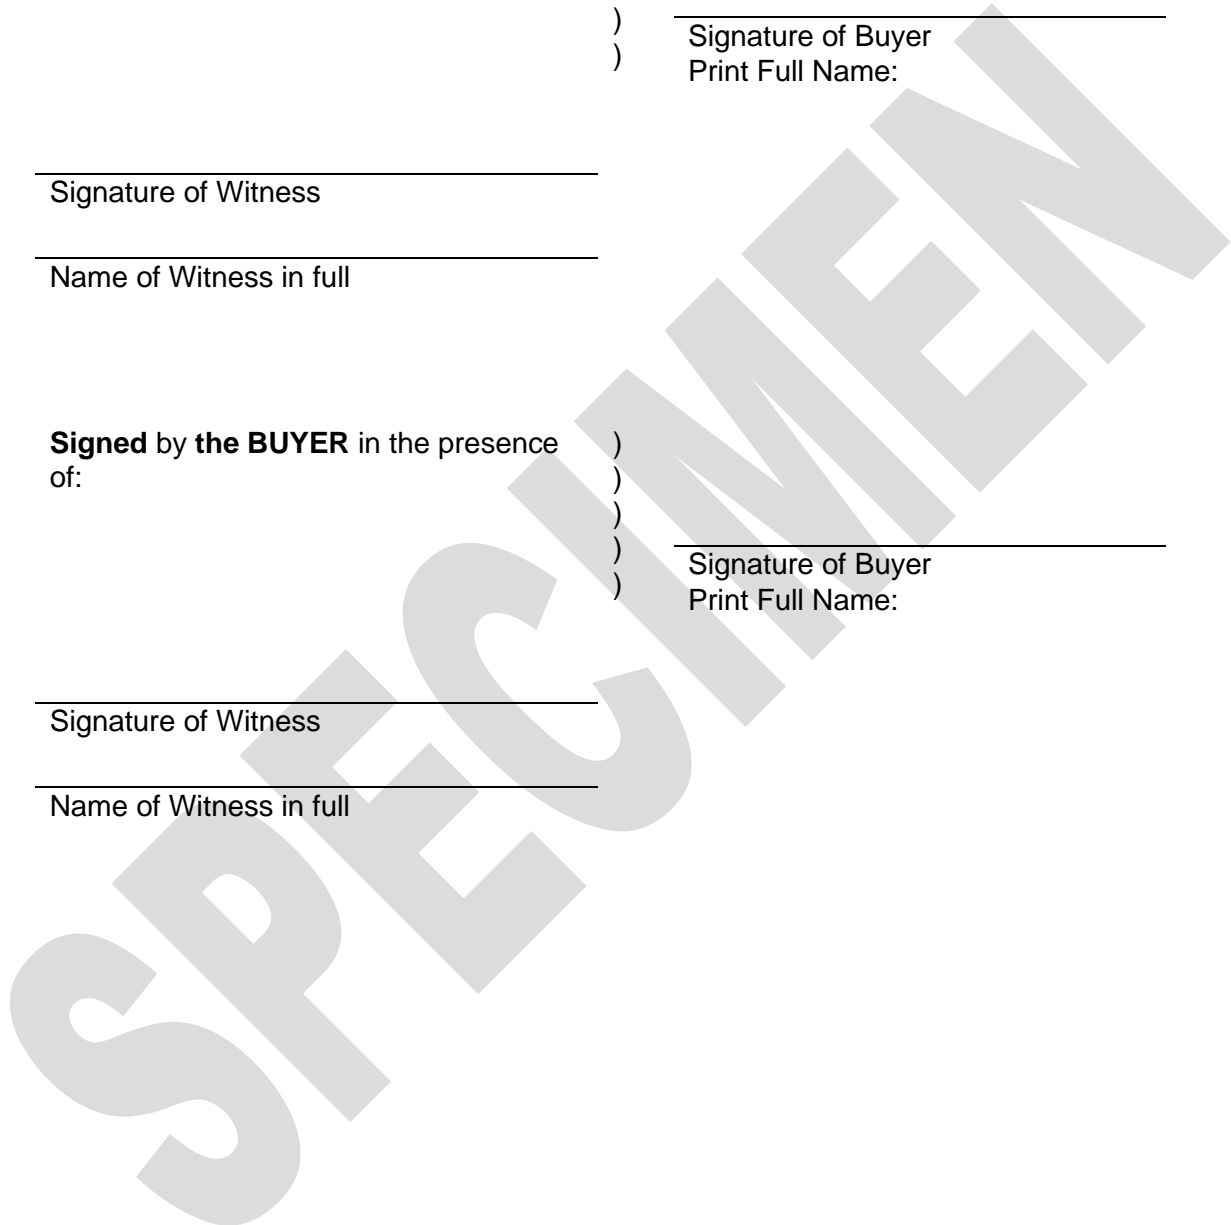 )
) Signature of Buyer
Print Full Name:
Signature of Witness
Name of Witness in full
Signed by the BUYER in the presence )
of: )
)
)
) Signature of Buyer
Print Full Name:
Signature of Witness
Name of Witness in full
SPECIMEN